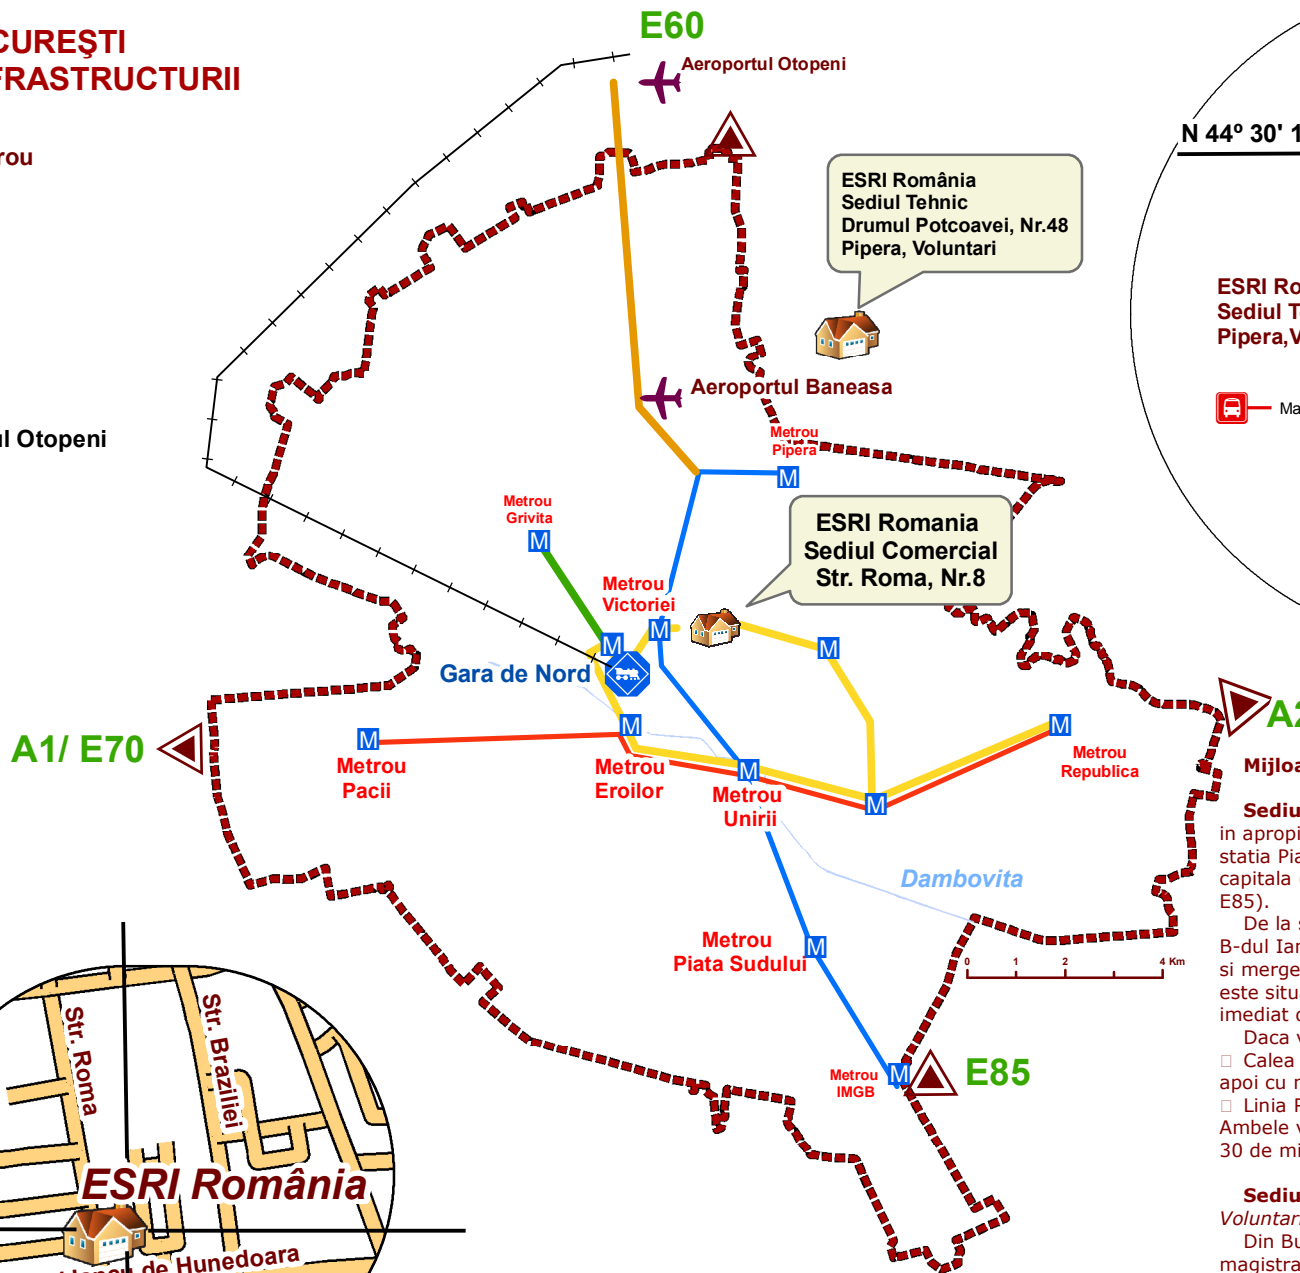 E60
CUREŞTI
FRASTRUCTURII
Aeroportul Otopeni
N 44º 30' 1
rou
ESRI România
Sediul Tehnic
Drumul Potcoavei, Nr.48
Pipera, Voluntari
ESRI Ro
Sediul T
Pipera,V
Ma
Aeroportul Baneasa
l Otopeni
Metrou
Pipera
Metrou
Grivita
ESRI Romania
Sediul Comercial
Str. Roma, Nr.8
Metrou
Victoriei
M
M
M
M
M
Gara de Nord
A1/ E70
M
M
M
M
M
Metrou
Pacii
Metrou
Eroilor
Metrou
Unirii
Metrou
Republica
A2
Dambovita
Metrou
Piata Sudului
M
0 1 2 4 Km
Metrou
IMGB
M
E85
Mijloa
Sediu
in apropi
statia Pia
capitala
E85).
De la s
B-dul Ian
si merge
este situ
imediat d
Daca v
Calea
apoi cu m
Linia F
Ambele v
30 de mi
Sediu
Voluntari
Din Bu
magistra
Str. Roma
Str. Braziliei
ESRI România
Iancu de Hunedoara